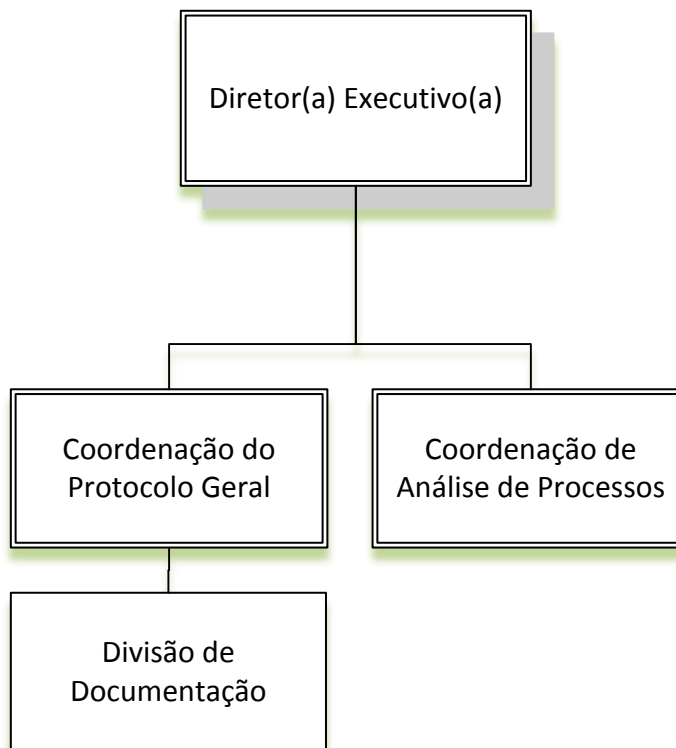 Diretor(a) Executivo(a)
Coordenação do
Protocolo Geral
Coordenação de
Análise de Processos
Divisão de
Documentação